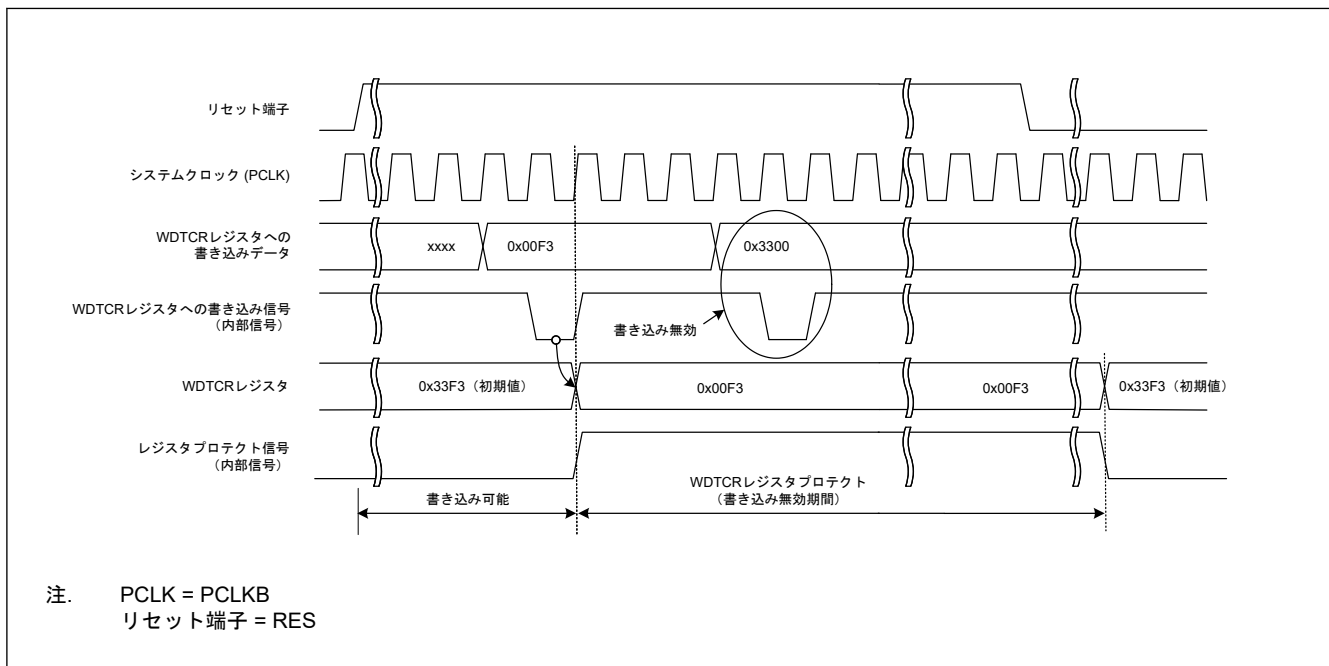 リセット端子
システムクロック (PCLK)
WDTCRレジスタへの
書き込みデータ
xxxx
0x00F3
0x3300
WDTCRレジスタへの書き込み信号
（内部信号）
書き込み無効
WDTCRレジスタ
0x33F3（初期値）
0x00F3
0x00F3
0x33F3（初期値）
レジスタプロテクト信号
（内部信号）
書き込み可能
WDTCRレジスタプロテクト
（書き込み無効期間）
注. PCLK = PCLKB
リセット端子 = RES